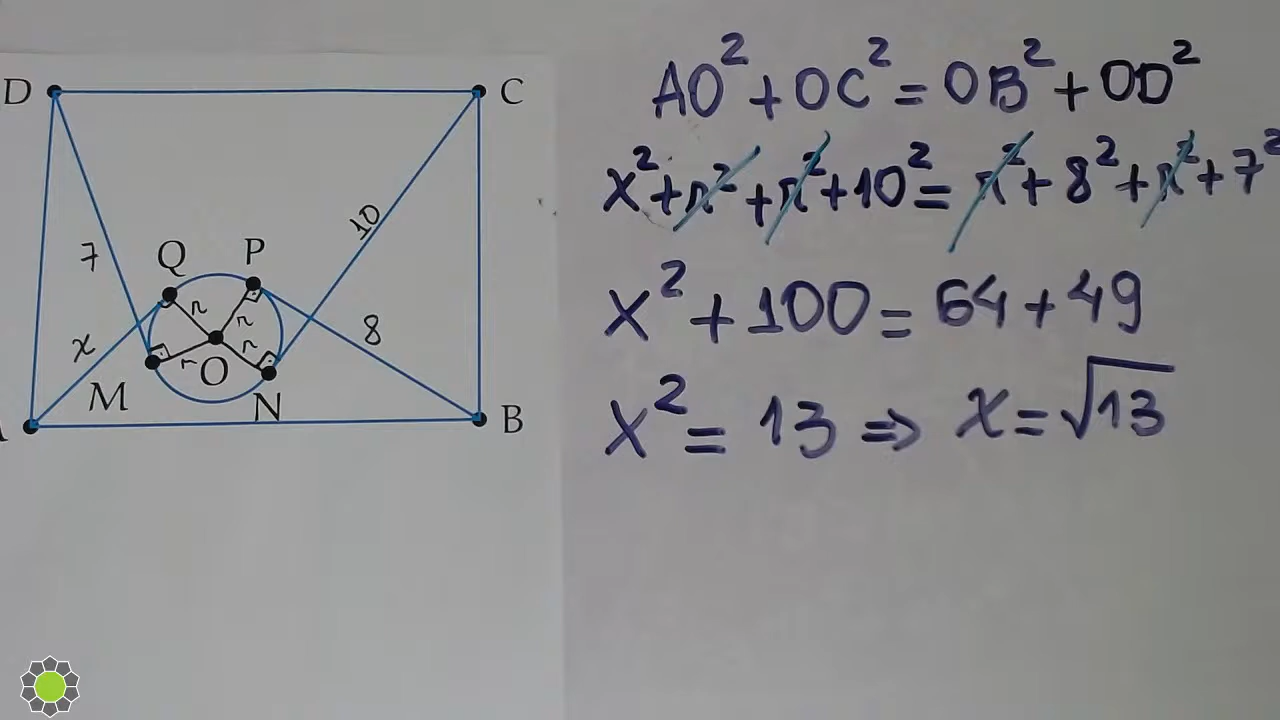 D
C
7
10
Q
P
r
r
r
r
x
8
O
M
N
B
AO² + OC² = OB² + OD²
x² + r² + r² + 10² = r² + 8² + r² + 7²
x² + 100 = 64 + 49
x² = 13 ⇒ x = √13